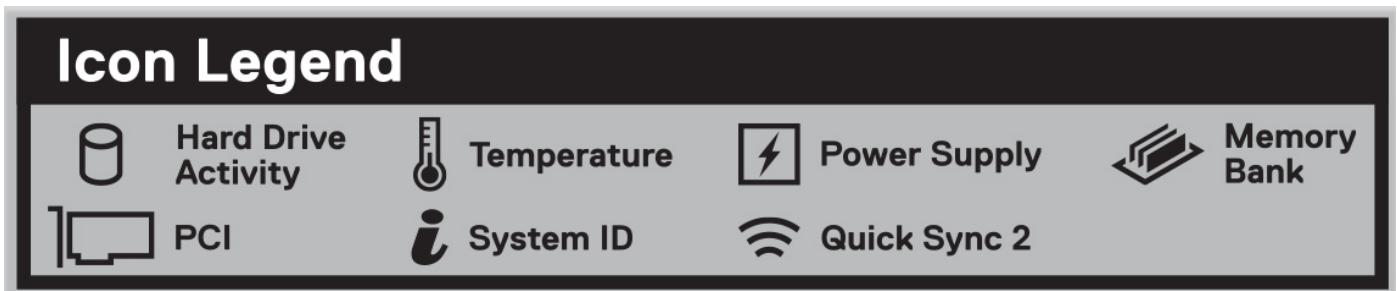 Icon Legend
Hard Drive
Activity
Temperature
Power Supply
Memory
Bank
PCI
System ID
Quick Sync 2